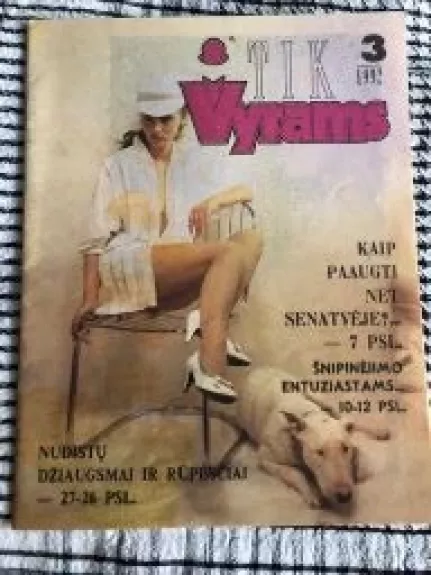 TIK
Vyrams
3
1992
KAIP
PAAUGTI
NET
SENATVĖJE?...
— 7 PSL.
ŠNIPINĖJIMO
ENTUZIASTAMS...
— 10-12 PSL.
NUDISTŲ
DŽIAUGSMAI IR RŪPESČIAI
— 27-26 PSL.